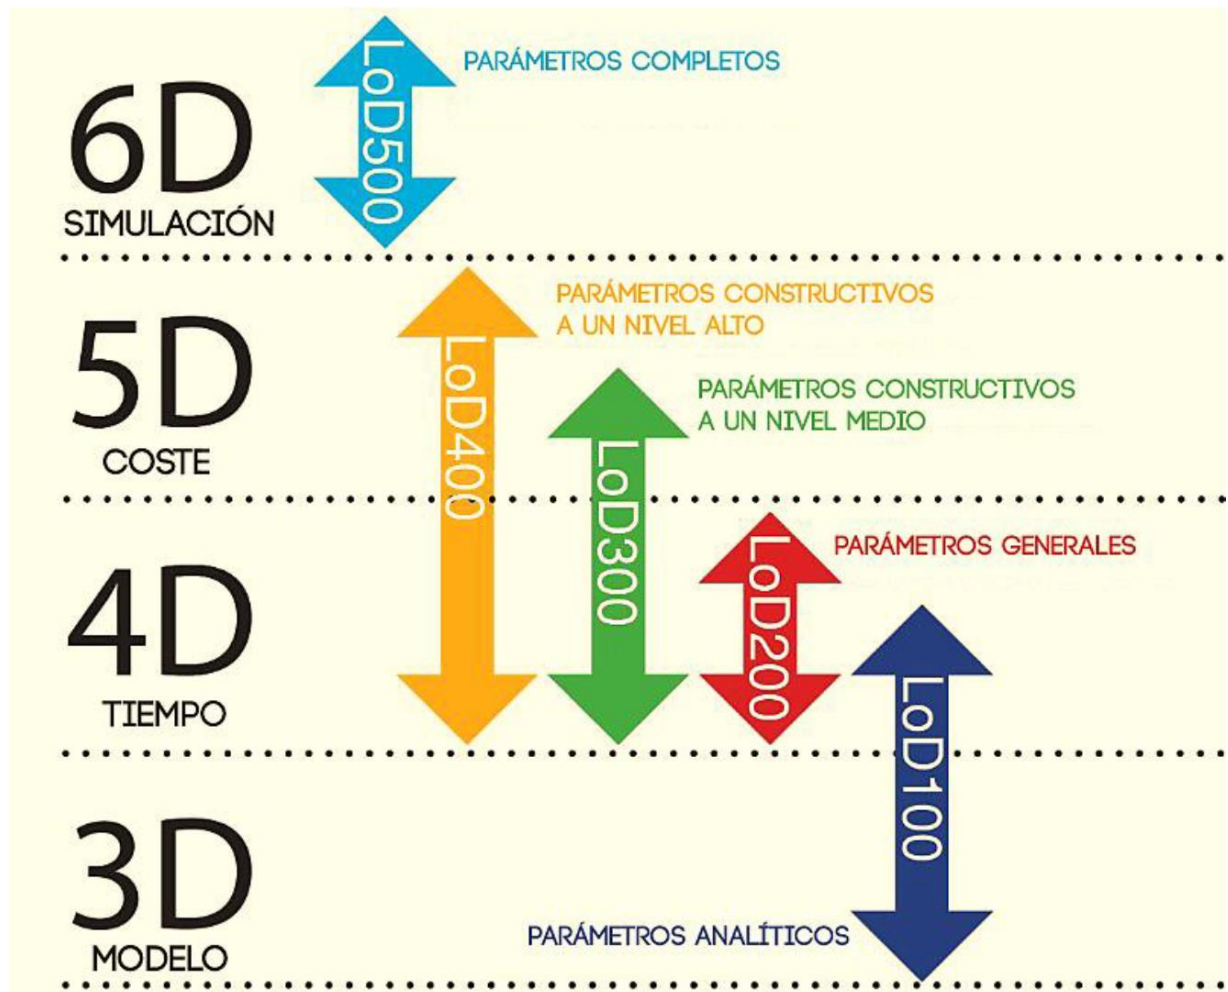 6D
SIMULACIÓN
LoD500
PARÁMETROS COMPLETOS
5D
COSTE
LoD400
PARÁMETROS CONSTRUCTIVOS
A UN NIVEL ALTO
LoD300
PARÁMETROS CONSTRUCTIVOS
A UN NIVEL MEDIO
4D
TIEMPO
LoD200
PARÁMETROS GENERALES
3D
MODELO
LoD100
PARÁMETROS ANALÍTICOS